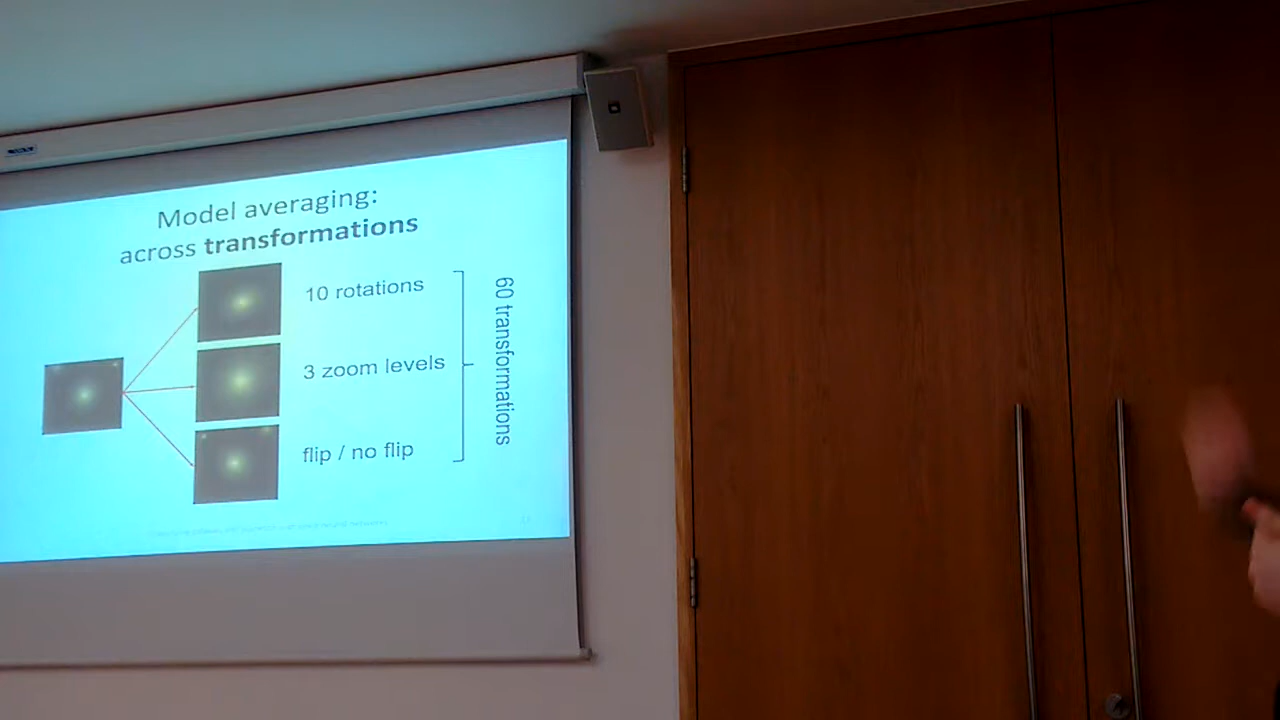 Model averaging:
across transformations
10 rotations
3 zoom levels
flip / no flip
60 transformations